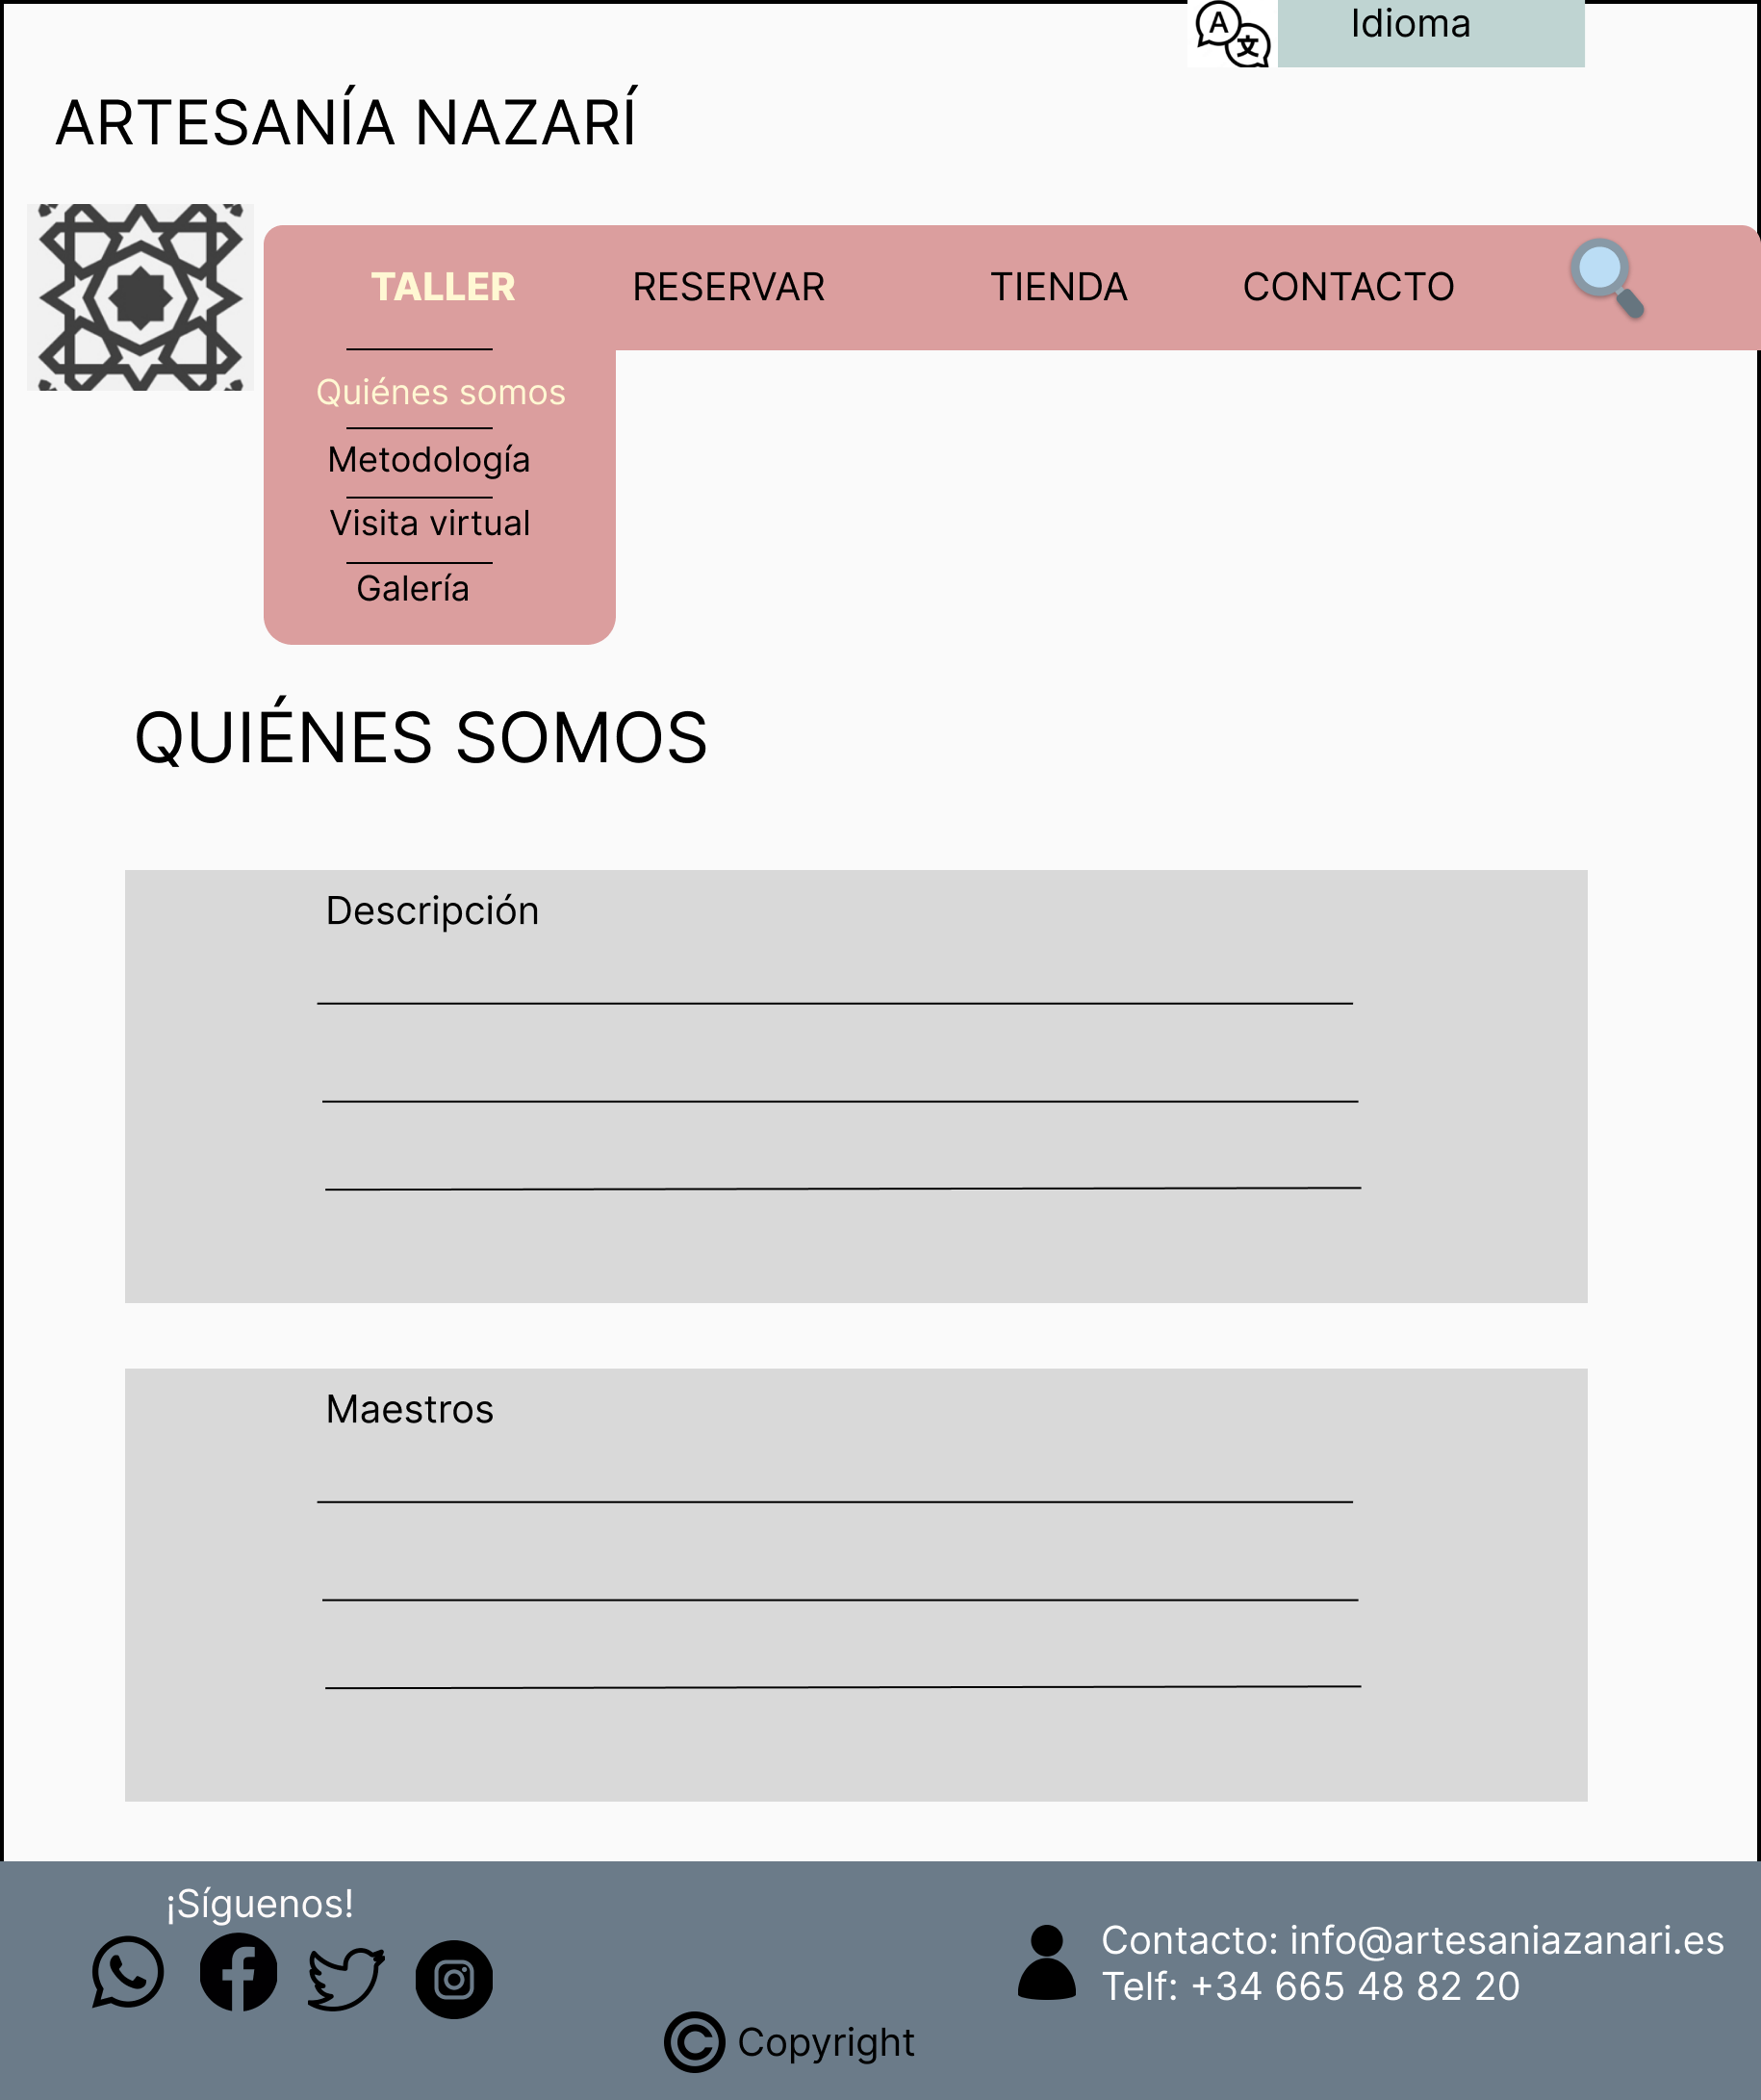 A 文 Idioma
ARTESANÍA NAZARÍ
TALLER RESERVAR TIENDA CONTACTO
Quiénes somos
Metodología
Visita virtual
Galería
QUIÉNES SOMOS
Descripción
Maestros
¡Síguenos!
Contacto: info@artesaniazanari.es
Telf: +34 665 48 82 20
© Copyright